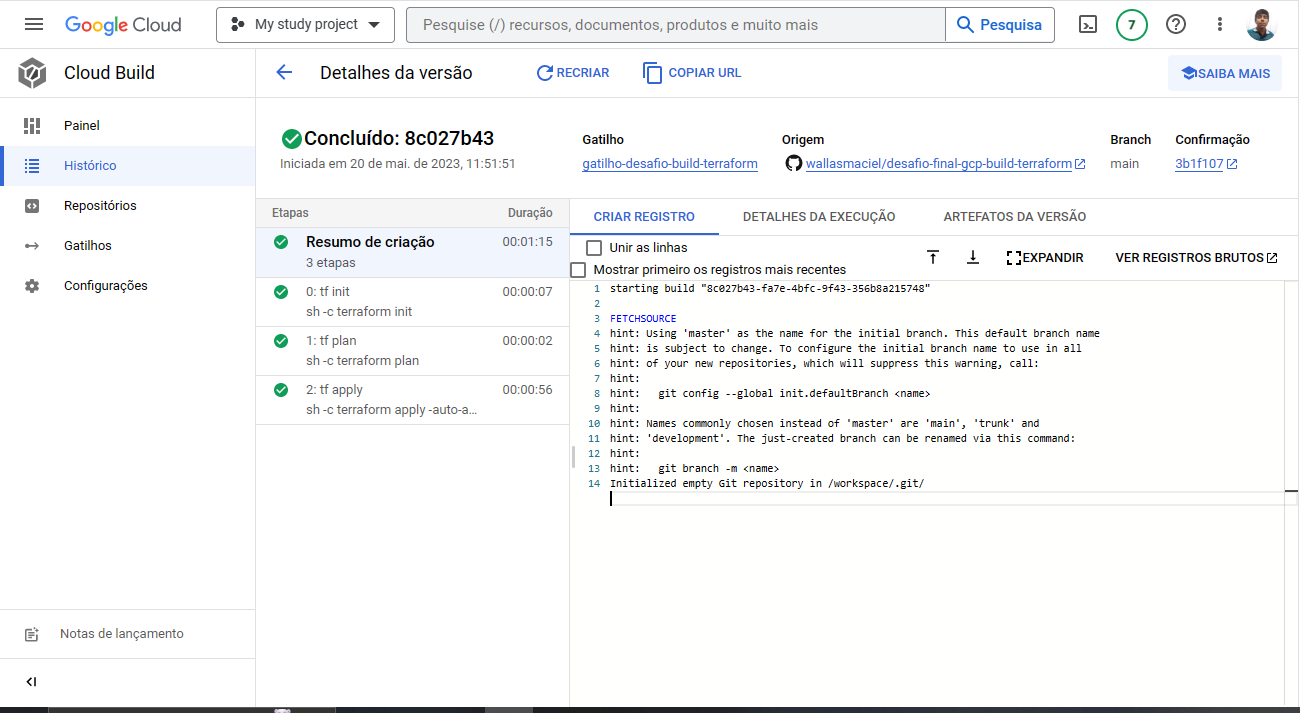 Google Cloud
My study project
Pesquise (/) recursos, documentos, produtos e muito mais
Pesquisa
7
Cloud Build
Detalhes da versão
RECRIAR
COPIAR URL
SAIBA MAIS
Painel
Histórico
Repositórios
Gatilhos
Configurações
Notas de lançamento
Concluído: 8c027b43
Iniciada em 20 de mai. de 2023, 11:51:51
Gatilho
gatilho-desafio-build-terraform
Origem
wallasmaciel/desafio-final-gcp-build-terraform
Branch
main
Confirmação
3b1f107
Etapas Duração
Resumo de criação 00:01:15
3 etapas
0: tf init 00:00:07
sh -c terraform init
1: tf plan 00:00:02
sh -c terraform plan
2: tf apply 00:00:56
sh -c terraform apply -auto-a...
CRIAR REGISTRO DETALHES DA EXECUÇÃO ARTEFATOS DA VERSÃO
Unir as linhas
Mostrar primeiro os registros mais recentes
EXPANDIR
VER REGISTROS BRUTOS
1 starting build "8c027b43-fa7e-4bfc-9f43-356b8a215748"
2
3 FETCHSOURCE
4 hint: Using 'master' as the name for the initial branch. This default branch name
5 hint: is subject to change. To configure the initial branch name to use in all
6 hint: of your new repositories, which will suppress this warning, call:
7 hint:
8 hint:   git config --global init.defaultBranch <name>
9 hint:
10 hint: Names commonly chosen instead of 'master' are 'main', 'trunk' and
11 hint: 'development'. The just-created branch can be renamed via this command:
12 hint:
13 hint:   git branch -m <name>
14 Initialized empty Git repository in /workspace/.git/